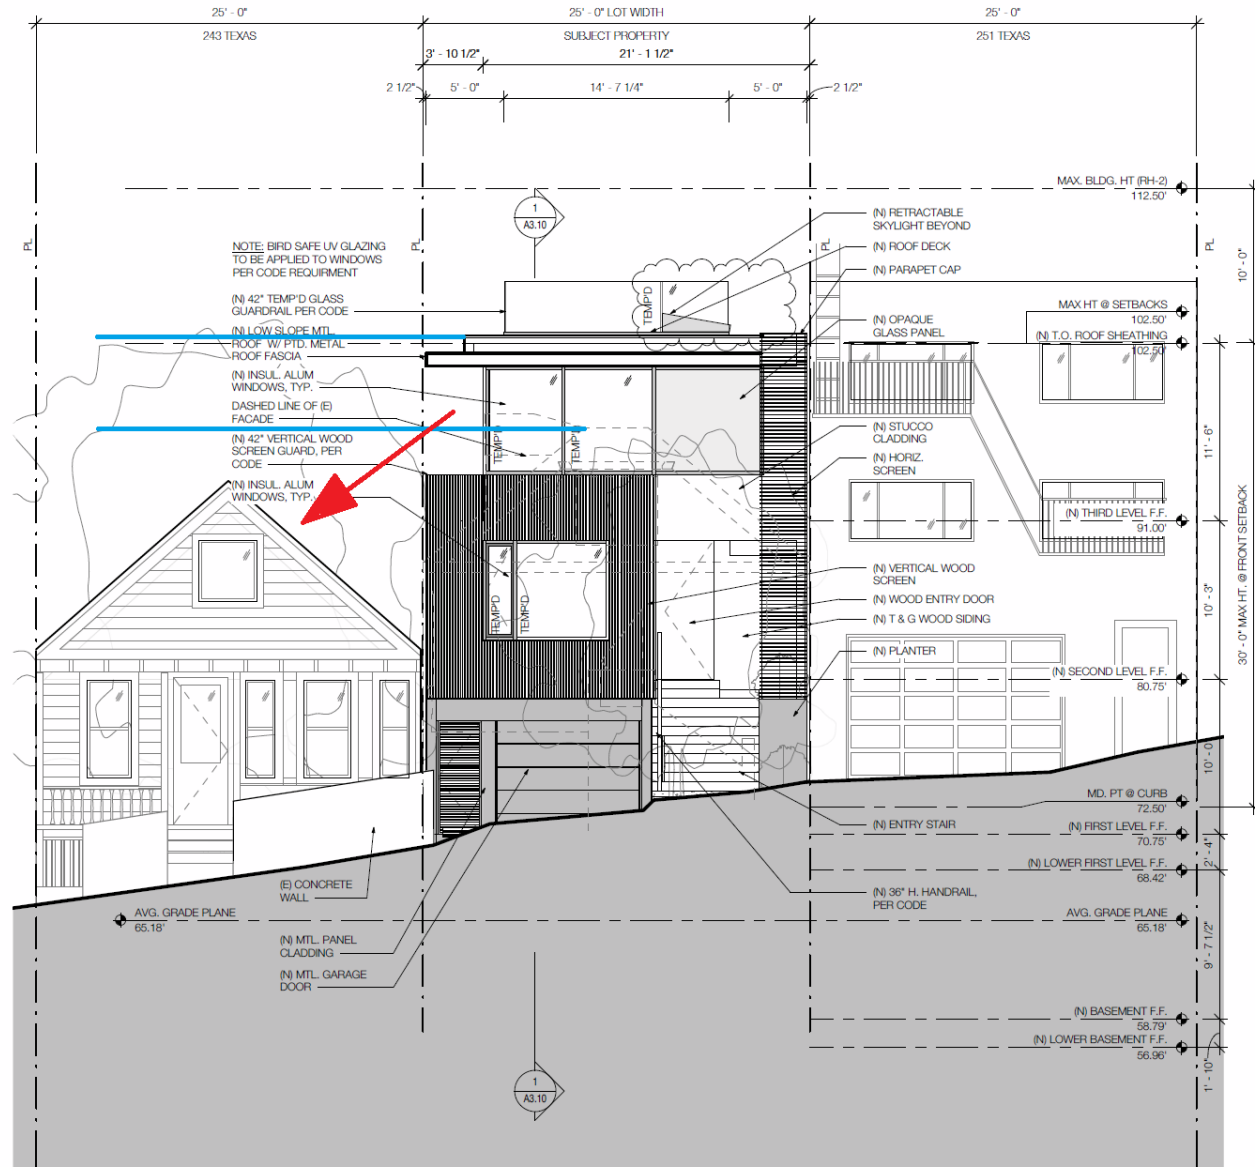 25' - 0"
25' - 0" LOT WIDTH
25' - 0"
243 TEXAS
SUBJECT PROPERTY
251 TEXAS
3' - 10 1/2"
21' - 1 1/2"
2 1/2"
5' - 0"
14' - 7 1/4"
5' - 0"
2 1/2"
MAX. BLDG. HT (RH-2)
112.50'
1
A3.10
PL
PL
PL
PL
NOTE: BIRD SAFE UV GLAZING
TO BE APPLIED TO WINDOWS
PER CODE REQUIRMENT
(N) 42" TEMP'D GLASS
GUARDRAIL PER CODE
(N) LOW SLOPE MTL.
ROOF W/ PTD. METAL
ROOF FASCIA
(N) INSUL. ALUM
WINDOWS, TYP.
DASHED LINE OF (E)
FACADE
(N) 42" VERTICAL WOOD
SCREEN GUARD, PER
CODE
(N) INSUL. ALUM
WINDOWS, TYP.
TEMP'D
TEMP'D
TEMP'D
TEMP'D
TEMP'D
(N) RETRACTABLE
SKYLIGHT BEYOND
(N) ROOF DECK
(N) PARAPET CAP
(N) OPAQUE
GLASS PANEL
(N) STUCCO
CLADDING
(N) HORIZ.
SCREEN
(N) VERTICAL WOOD
SCREEN
(N) WOOD ENTRY DOOR
(N) T & G WOOD SIDING
(N) PLANTER
MAX HT @ SETBACKS
102.50'
(N) T.O. ROOF SHEATHING
102.50'
(N) THIRD LEVEL F.F.
91.00'
(N) SECOND LEVEL F.F.
80.75'
MD. PT @ CURB
72.50'
(N) FIRST LEVEL F.F.
70.75'
(N) LOWER FIRST LEVEL F.F.
68.42'
AVG. GRADE PLANE
65.18'
(N) BASEMENT F.F.
58.79'
(N) LOWER BASEMENT F.F.
56.96'
10' - 0"
11' - 6"
10' - 3"
30' - 0" MAX HT. @ FRONT SETBACK
10' - 0"
2' - 4"
9' - 7 1/2"
1' - 10"
(N) ENTRY STAIR
(N) 36" H. HANDRAIL,
PER CODE
(E) CONCRETE
WALL
AVG. GRADE PLANE
65.18'
(N) MTL. PANEL
CLADDING
(N) MTL. GARAGE
DOOR
1
A3.10